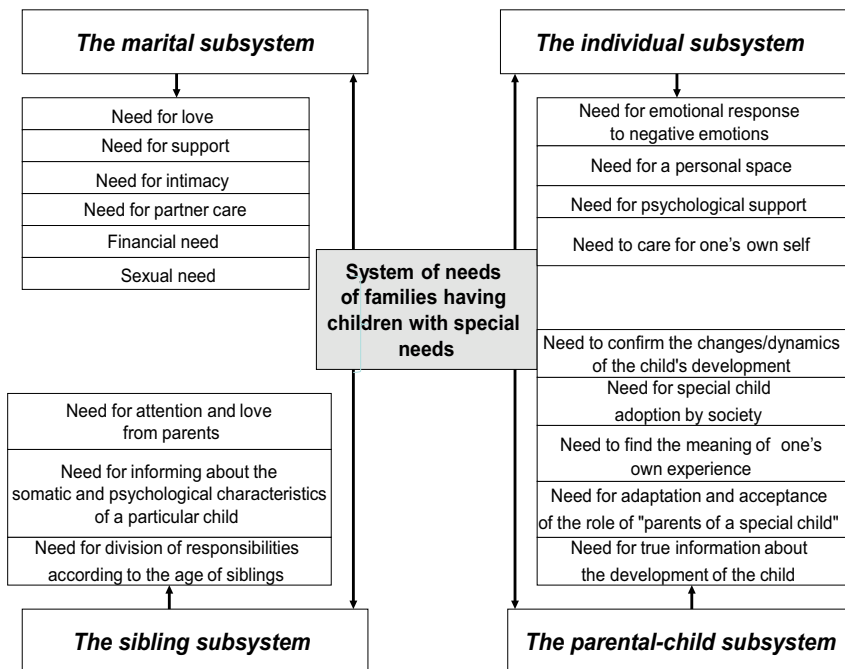 The marital subsystem
Need for love
Need for support
Need for intimacy
Need for partner care
Financial need
Sexual need
The individual subsystem
Need for emotional response
to negative emotions
Need for a personal space
Need for psychological support
Need to care for one's own self
System of needs
of families having
children with special
needs
Need for attention and love
from parents
Need for informing about the
somatic and psychological characteristics
of a particular child
Need for division of responsibilities
according to the age of siblings
The sibling subsystem
Need to confirm the changes/dynamics
of the child's development
Need for special child
adoption by society
Need to find the meaning of one's
own experience
Need for adaptation and acceptance
of the role of "parents of a special child"
Need for true information about
the development of the child
The parental-child subsystem